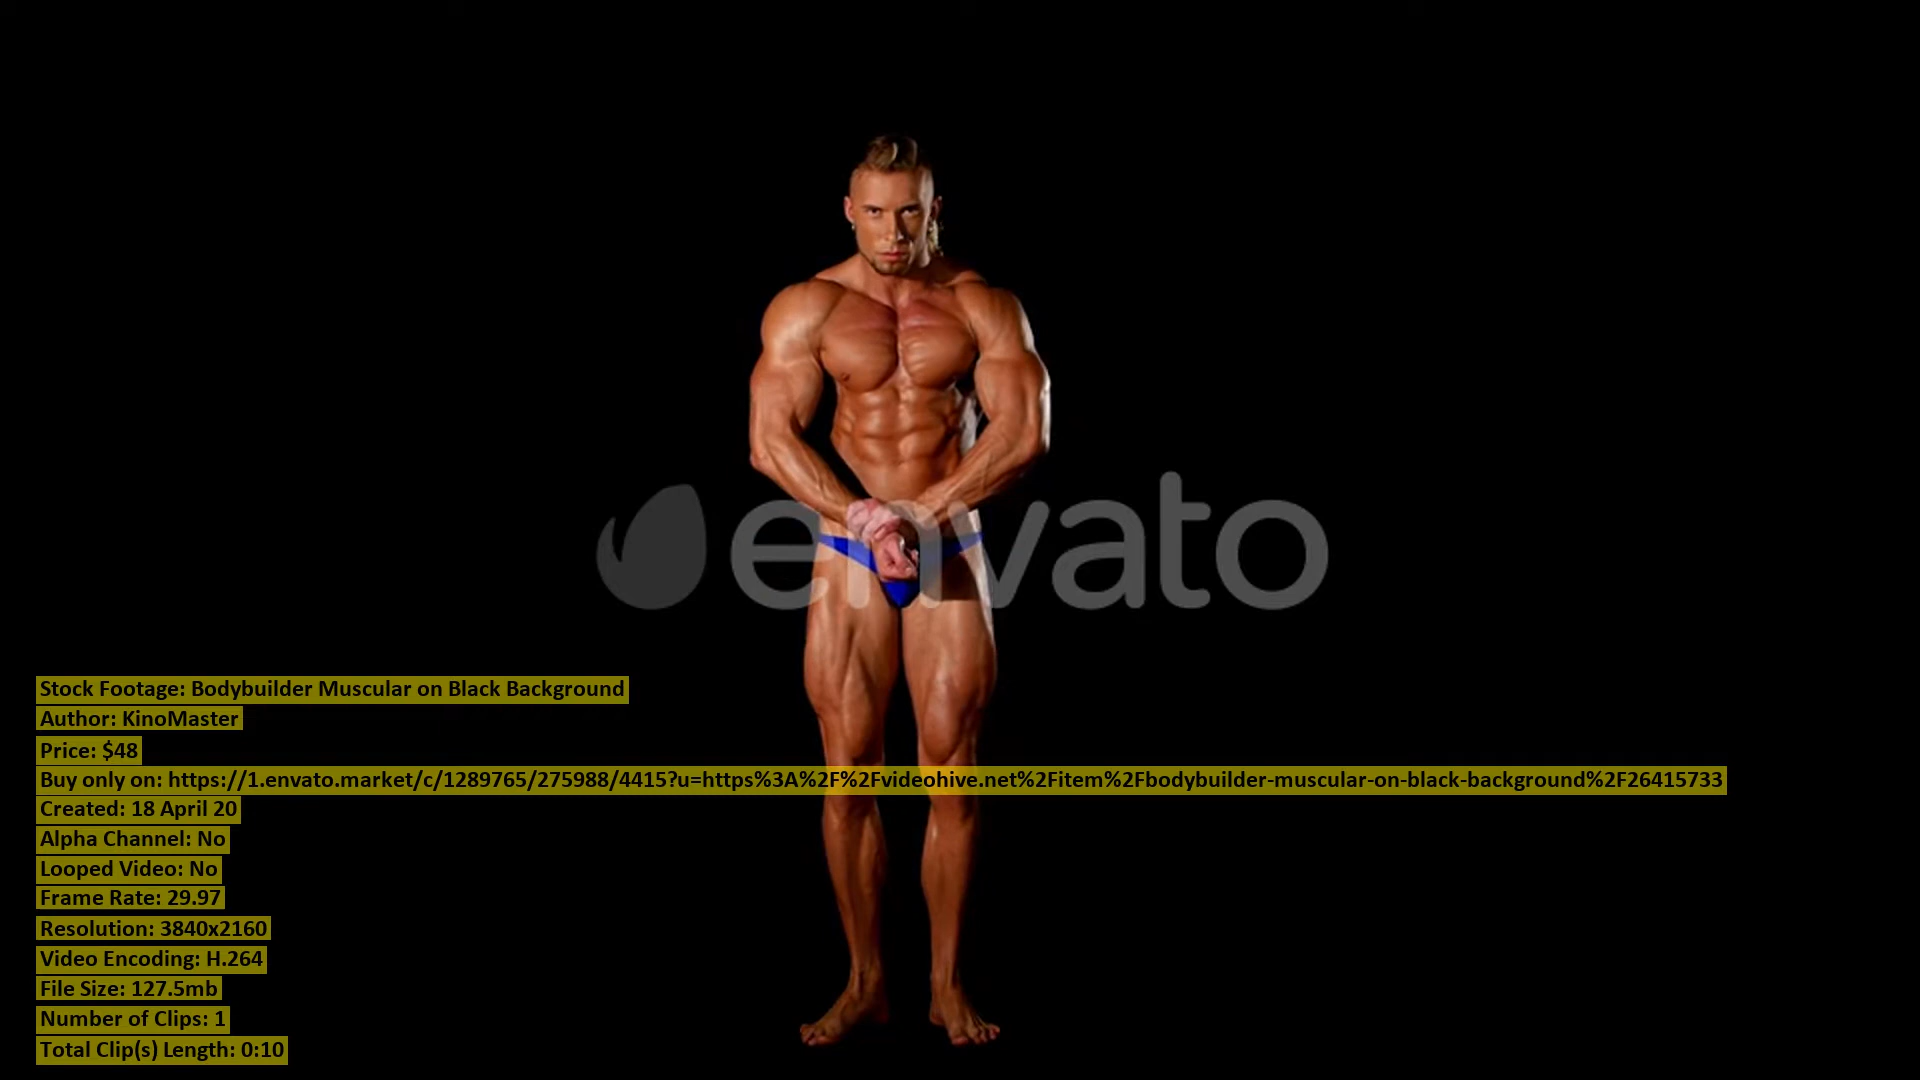 envato
Stock Footage: Bodybuilder Muscular on Black Background
Author: KinoMaster
Price: $48
Buy only on: https://1.envato.market/c/1289765/275988/4415?u=https%3A%2F%2Fvideohive.net%2Fitem%2Fbodybuilder-muscular-on-black-background%2F26415733
Created: 18 April 20
Alpha Channel: No
Looped Video: No
Frame Rate: 29.97
Resolution: 3840x2160
Video Encoding: H.264
File Size: 127.5mb
Number of Clips: 1
Total Clip(s) Length: 0:10